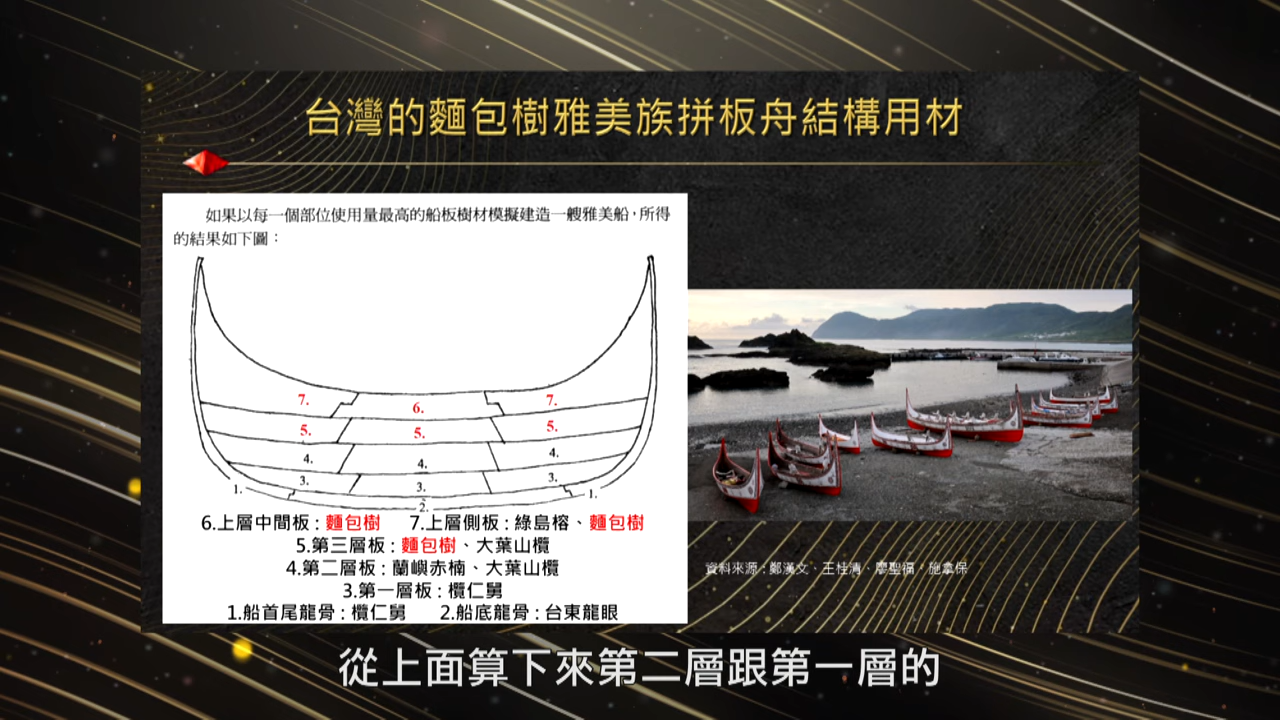 台灣的麵包樹雅美族拼板舟結構用材
如果以每一個部位使用量最高的船板樹材模擬建造一艘雅美船，所得
的結果如下圖：
7. 6. 7.
5. 5. 5.
4. 4. 4.
3. 3. 3.
1. 2. 1.
6.上層中間板：麵包樹 7.上層側板：綠島榕、麵包樹
5.第三層板：麵包樹、大葉山欖
4.第二層板：蘭嶼赤楠、大葉山欖
3.第一層板：欖仁舅
1.船首尾龍骨：欖仁舅 2.船底龍骨：台東龍眼
資料來源：鄭漢文、王桂清、廖聖福、施拿保
從上面算下來第二層跟第一層的